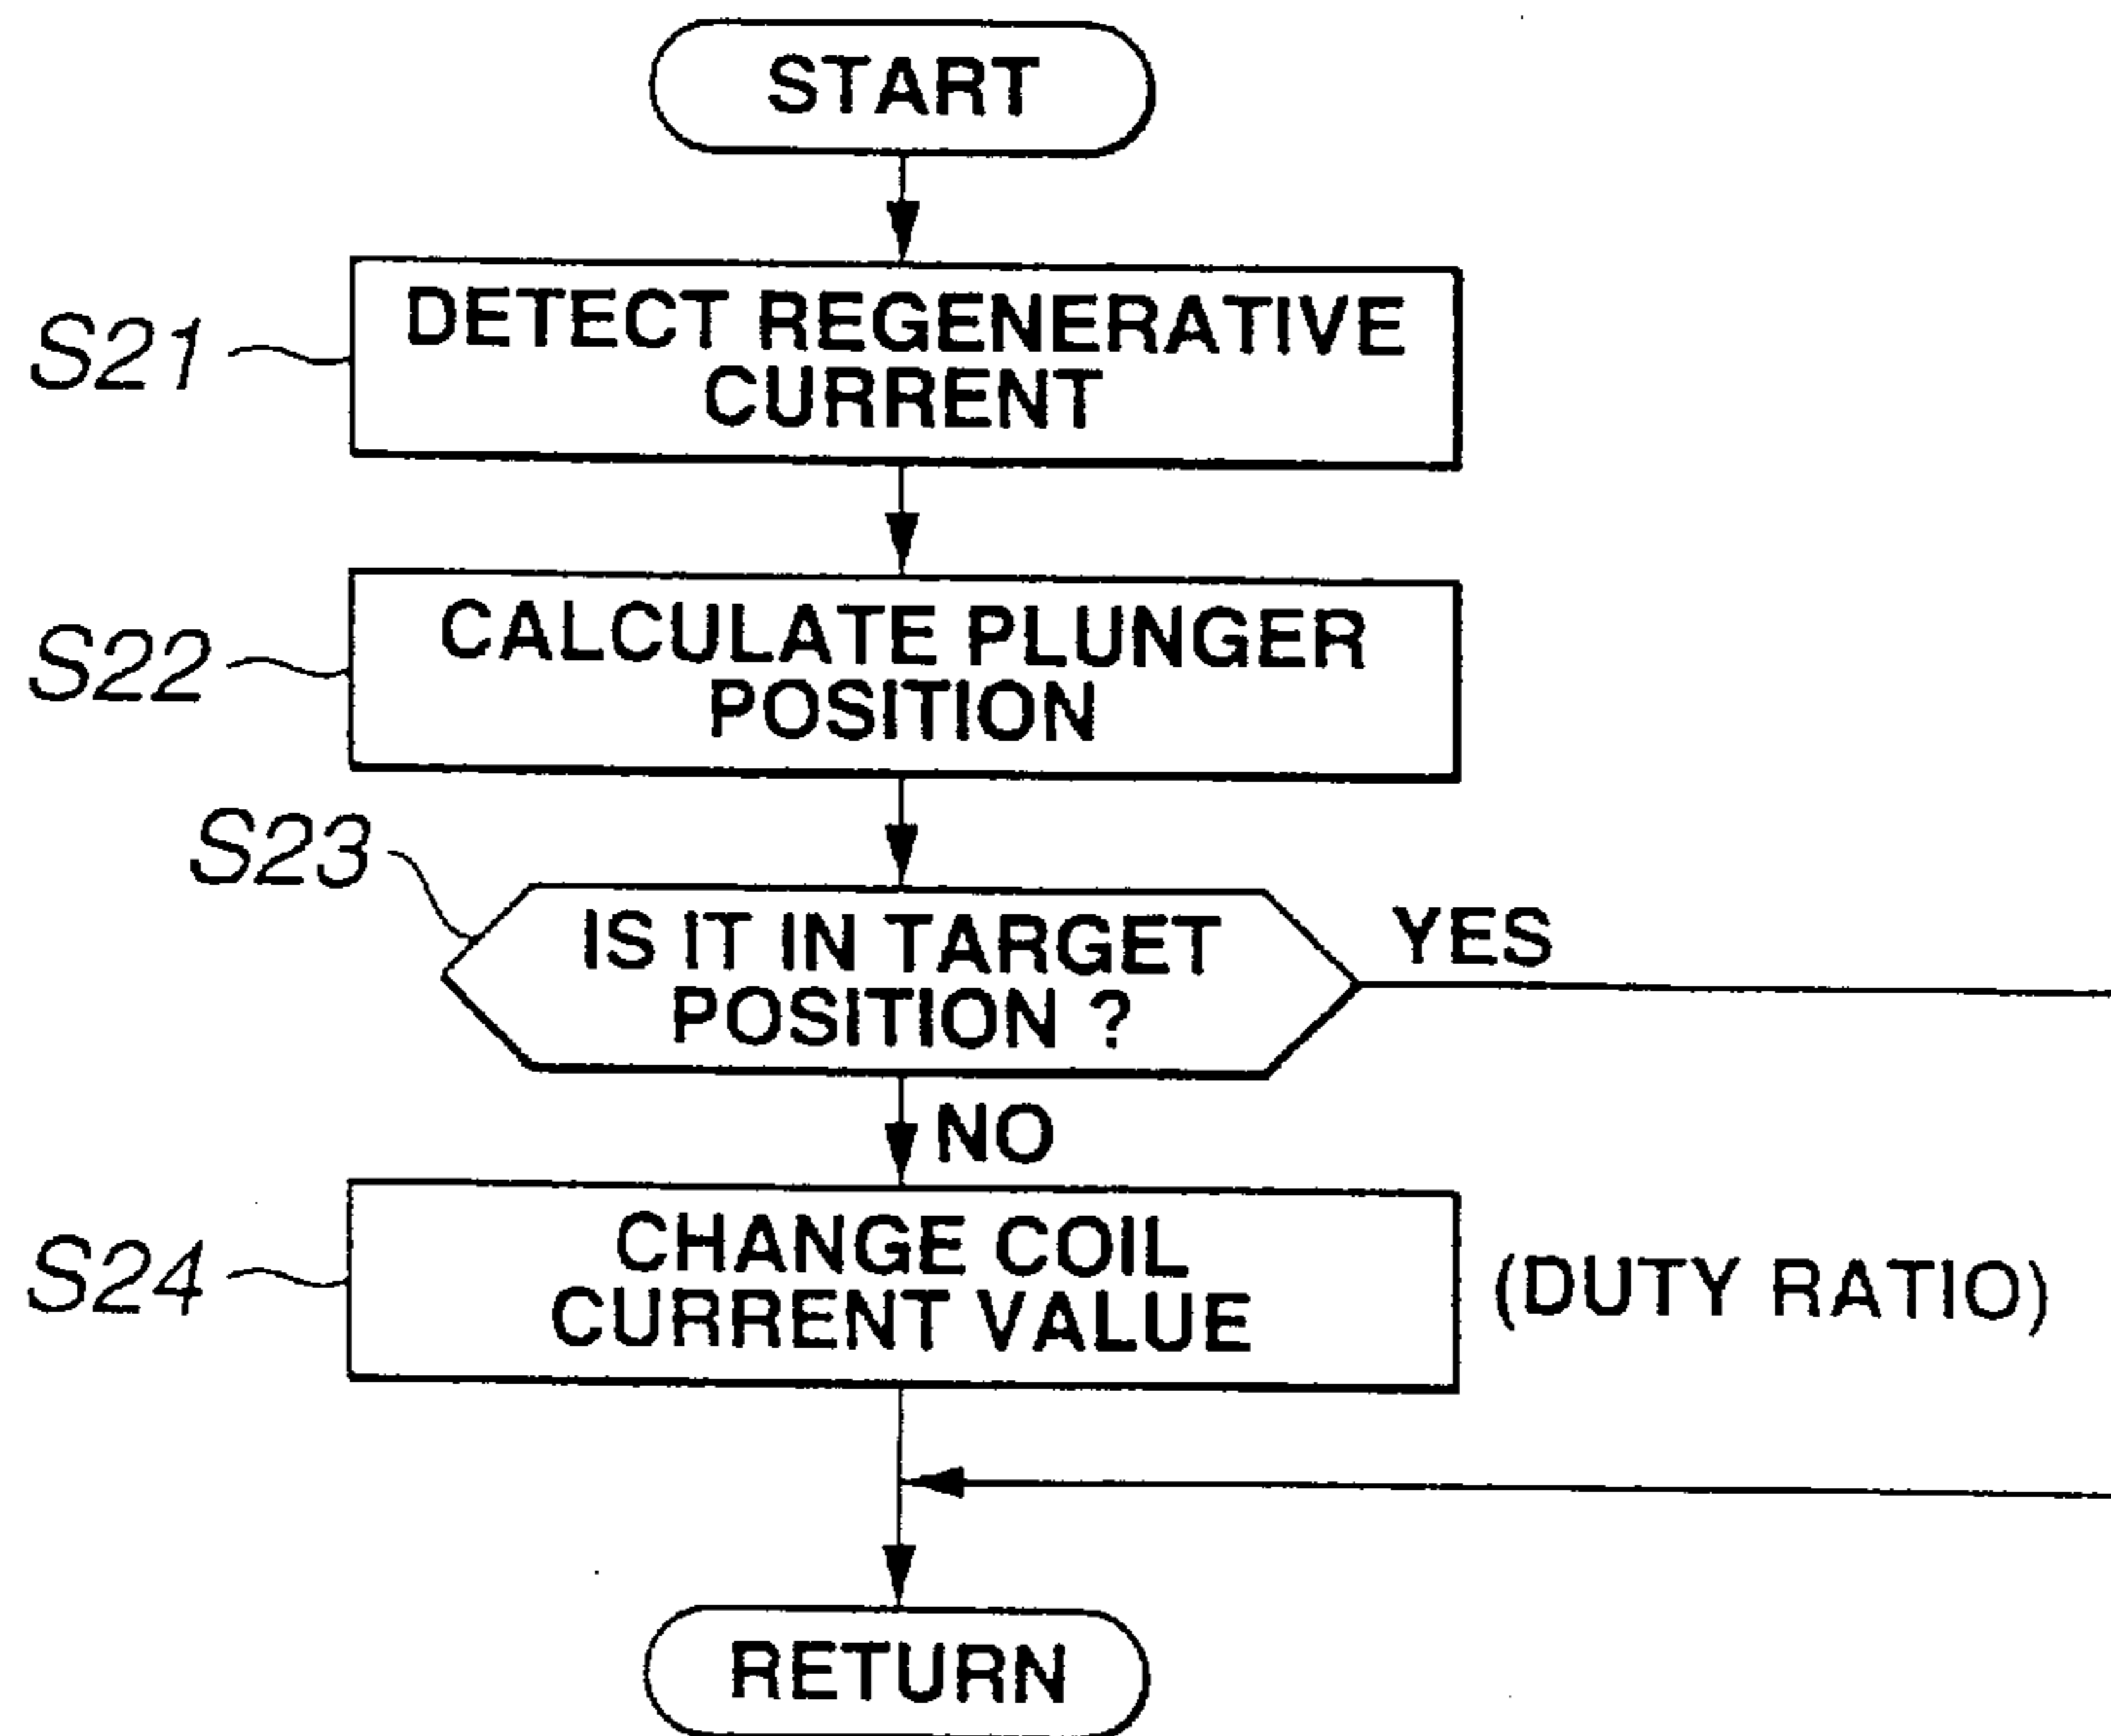 START
S21
DETECT REGENERATIVE
CURRENT
S22
CALCULATE PLUNGER
POSITION
S23
IS IT IN TARGET
POSITION ?
YES
NO
S24
CHANGE COIL
CURRENT VALUE
(DUTY RATIO)
RETURN